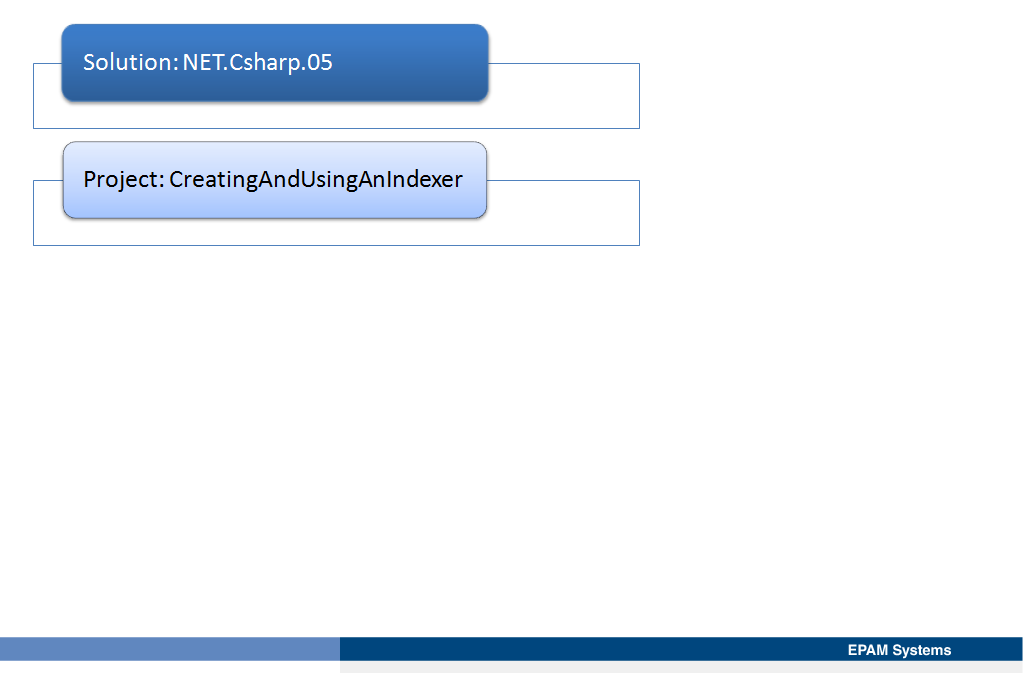 Solution: NET.Csharp.05
Project: CreatingAndUsingAnIndexer
EPAM Systems